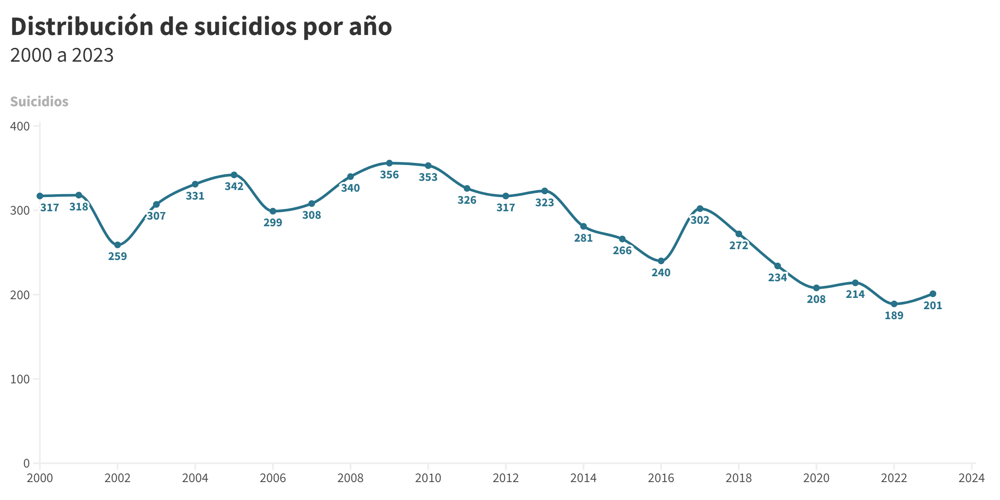 Distribución de suicidios por año
2000 a 2023
Suicidios
400
300
200
100
0
317 318 259 307 331 342 299 308 340 356 353 326 317 323 281 266 240 302 272 234 208 214 189 201
2000 2002 2004 2006 2008 2010 2012 2014 2016 2018 2020 2022 2024